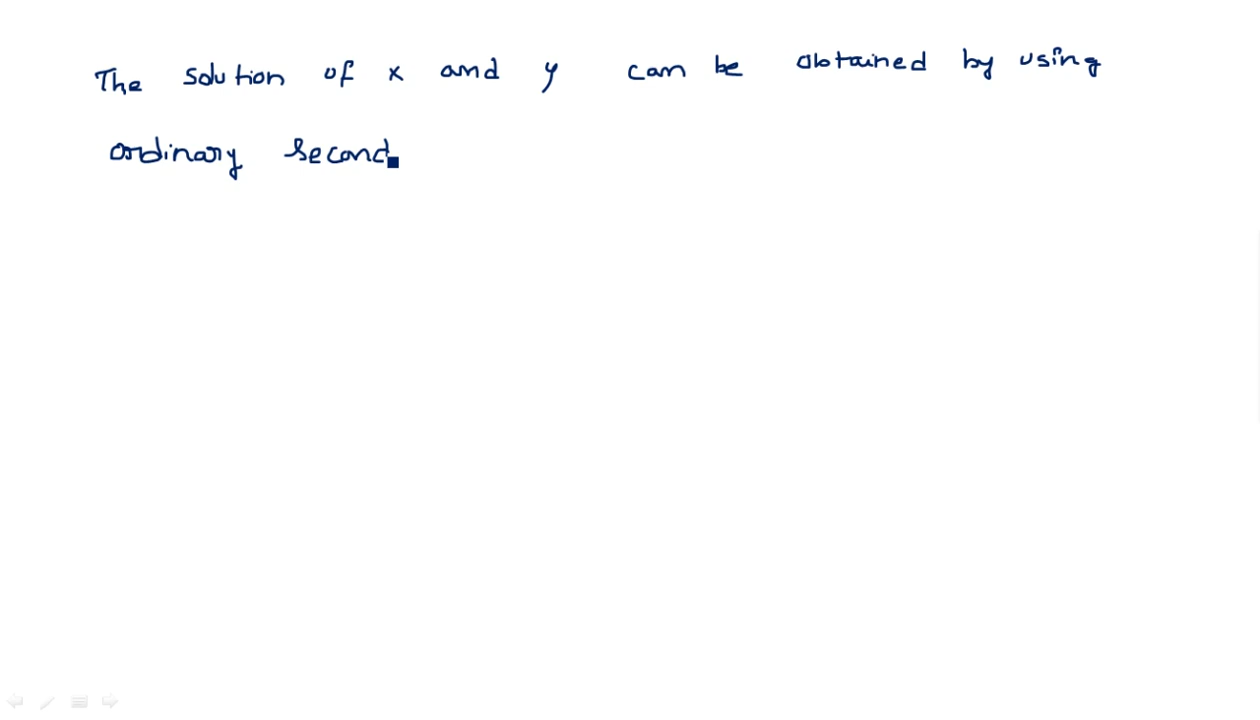 The solution of x and y can be obtained by using
ordinary second